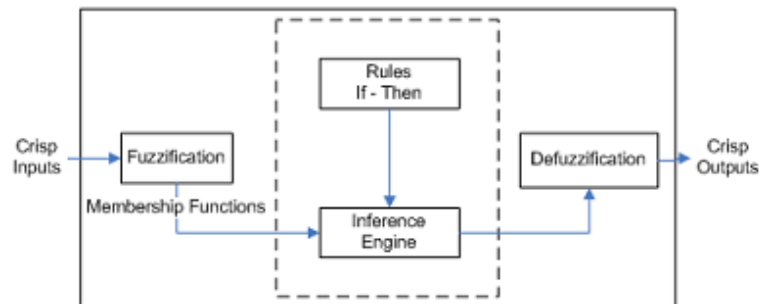 Rules
If - Then
Crisp
Inputs
Fuzzification
Defuzzification
Crisp
Outputs
Membership Functions
Inference
Engine